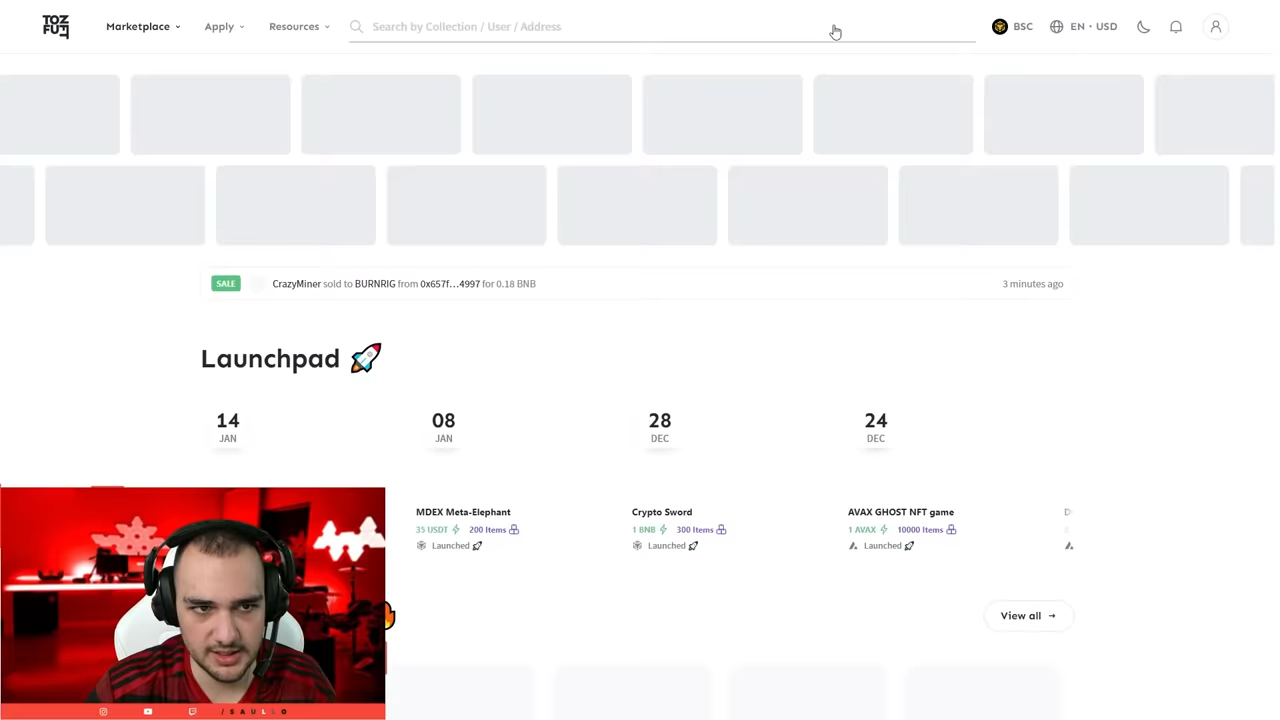 TOZ
FUИ
Marketplace
Apply
Resources
Search by Collection / User / Address
BSC
EN · USD
SALE
CrazyMiner sold to BURNRIG from 0x657f...4997 for 0.18 BNB
3 minutes ago
Launchpad 🚀
14
JAN
08
JAN
28
DEC
24
DEC
MDEX Meta-Elephant
35 USDT ⚡ 200 Items
Launched 🚀
Crypto Sword
1 BNB ⚡ 300 Items
Launched 🚀
AVAX GHOST NFT game
1 AVAX ⚡ 10000 Items
Launched 🚀
View all →